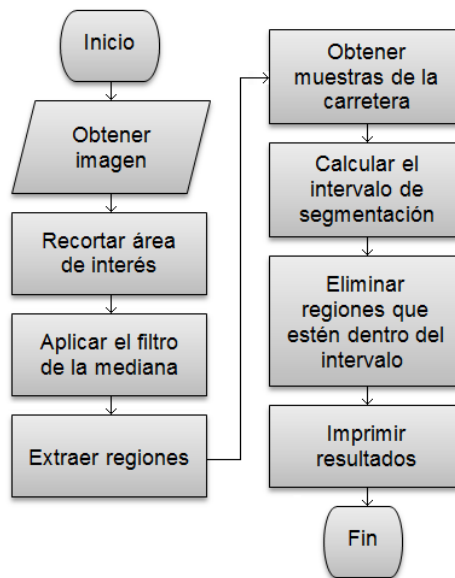 Inicio
Obtener
imagen
Recortar área
de interés
Aplicar el filtro
de la mediana
Extraer regiones
Obtener
muestras de la
carretera
Calcular el
intervalo de
segmentación
Eliminar
regiones que
estén dentro del
intervalo
Imprimir
resultados
Fin